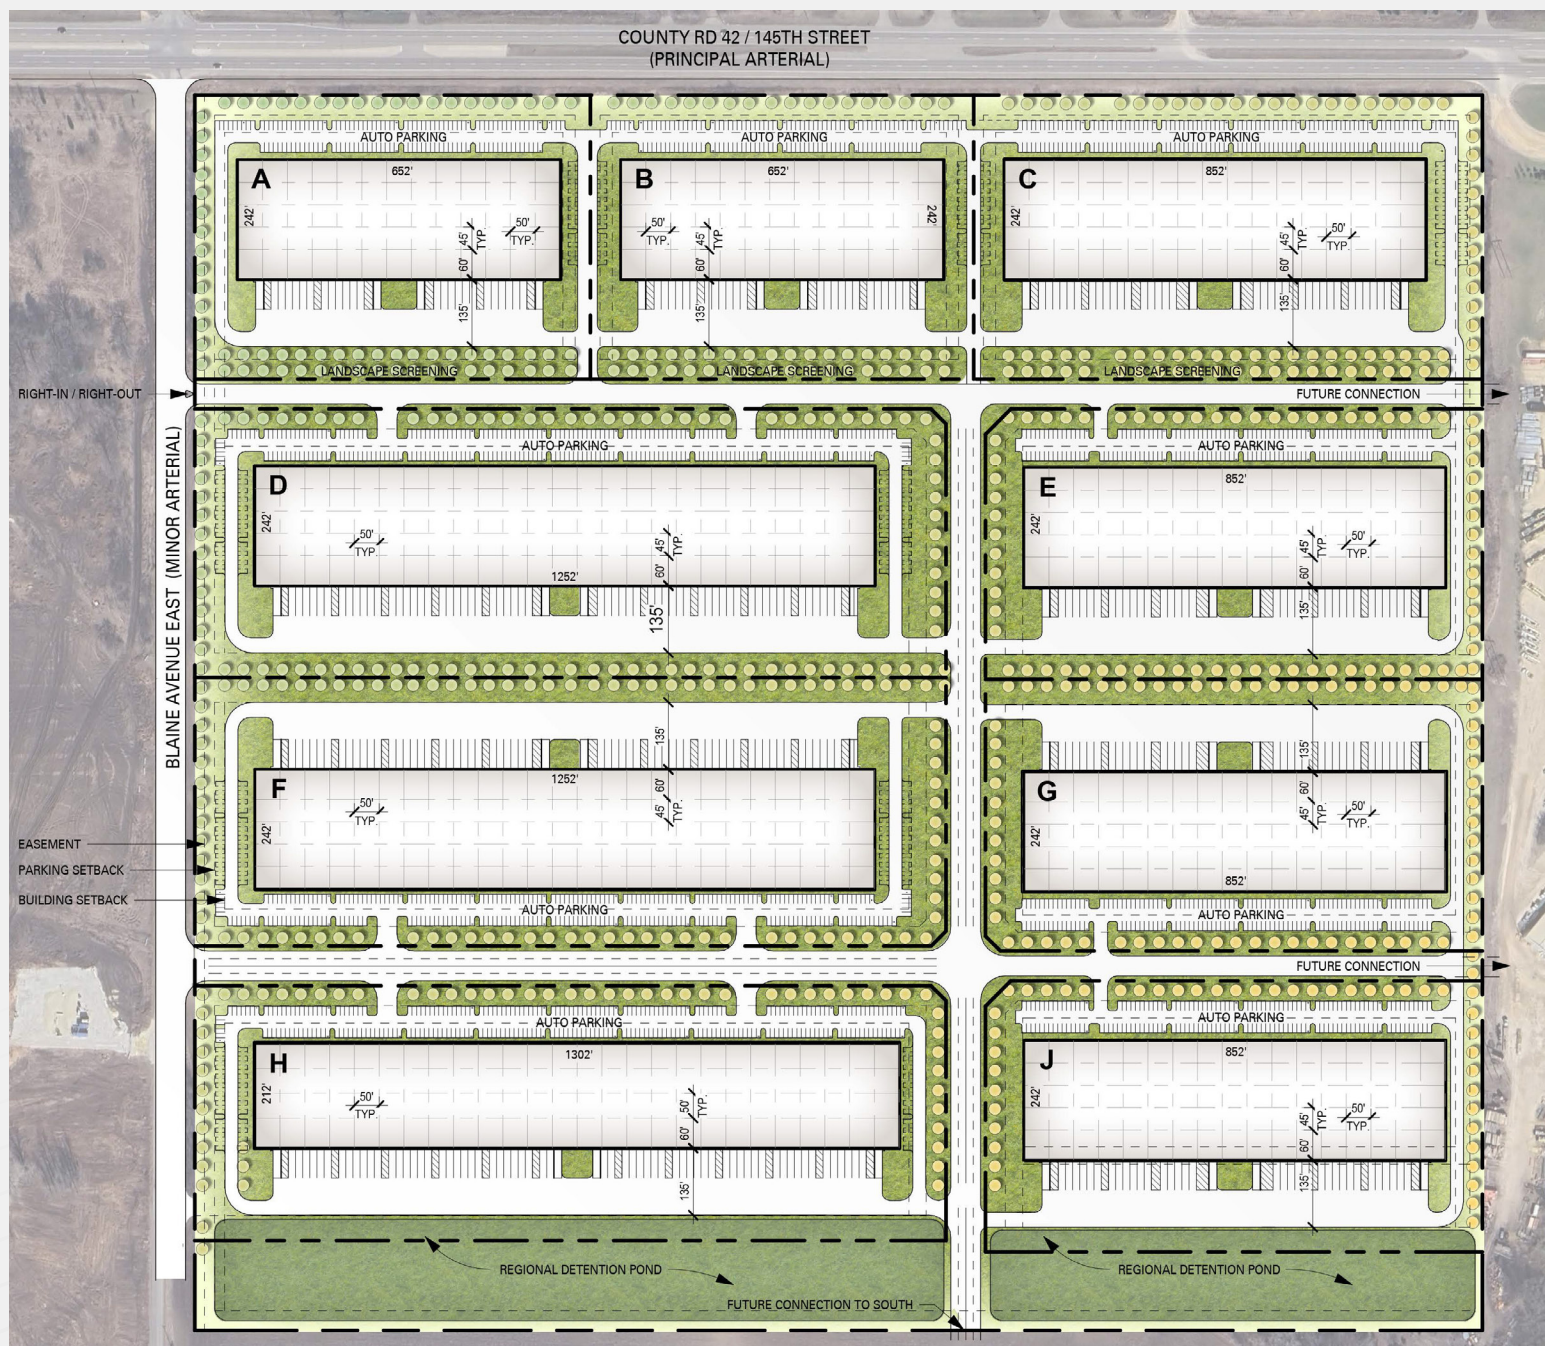 COUNTY RD 42 / 145TH STREET
(PRINCIPAL ARTERIAL)
AUTO PARKING
AUTO PARKING
AUTO PARKING
A
652'
242'
45'
TYP.
50'
TYP.
60'
135'
B
652'
242'
50'
TYP.
45'
TYP.
60'
135'
C
852'
242'
45'
TYP.
50'
TYP.
60'
135'
LANDSCAPE SCREENING
LANDSCAPE SCREENING
LANDSCAPE SCREENING
RIGHT-IN / RIGHT-OUT
FUTURE CONNECTION
BLAINE AVENUE EAST (MINOR ARTERIAL)
AUTO PARKING
AUTO PARKING
D
242'
50'
TYP.
45'
TYP.
60'
1252'
135'
E
852'
242'
45'
TYP.
50'
TYP.
60'
135'
135'
F
1252'
242'
50'
TYP.
60'
45'
TYP.
135'
G
242'
60'
45'
TYP.
50'
TYP.
852'
EASEMENT
PARKING SETBACK
BUILDING SETBACK
AUTO PARKING
AUTO PARKING
FUTURE CONNECTION
AUTO PARKING
AUTO PARKING
H
1302'
212'
50'
TYP.
50'
TYP.
60'
135'
J
852'
242'
45'
TYP.
50'
TYP.
60'
135'
REGIONAL DETENTION POND
REGIONAL DETENTION POND
FUTURE CONNECTION TO SOUTH